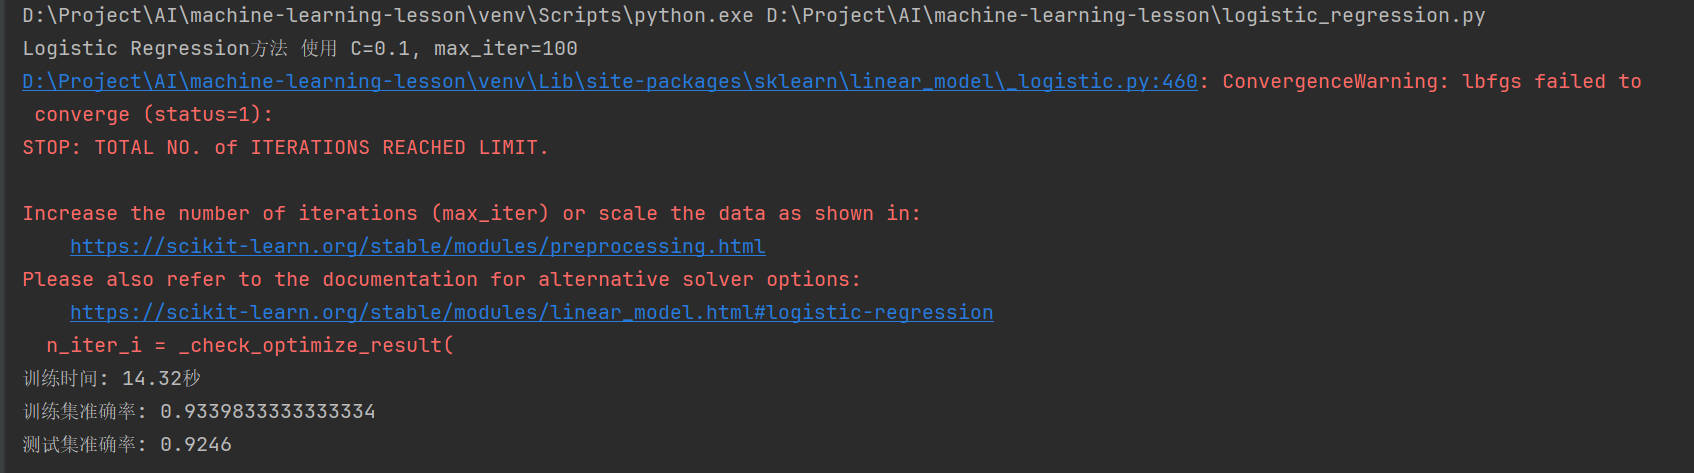 D:\Project\AI\machine-learning-lesson\venv\Scripts\python.exe D:\Project\AI\machine-learning-lesson\logistic_regression.py
Logistic Regression方法 使用 C=0.1, max_iter=100
D:\Project\AI\machine-learning-lesson\venv\Lib\site-packages\sklearn\linear_model\_logistic.py:460: ConvergenceWarning: lbfgs failed to
converge (status=1):
STOP: TOTAL NO. of ITERATIONS REACHED LIMIT.
Increase the number of iterations (max_iter) or scale the data as shown in:
https://scikit-learn.org/stable/modules/preprocessing.html
Please also refer to the documentation for alternative solver options:
https://scikit-learn.org/stable/modules/linear_model.html#logistic-regression
n_iter_i = _check_optimize_result(
训练时间: 14.32秒
训练集准确率: 0.9339833333333334
测试集准确率: 0.9246